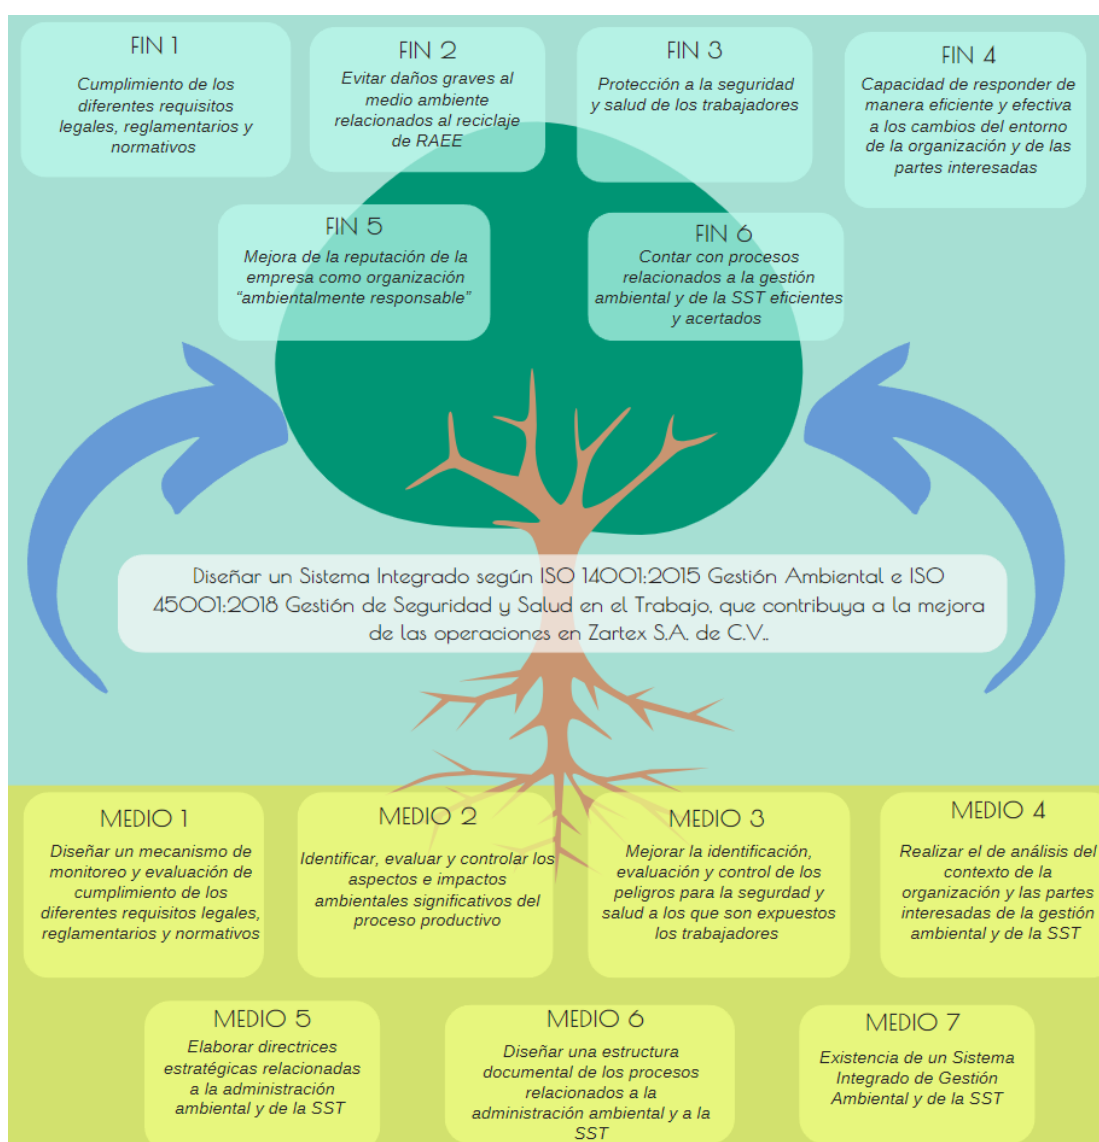 FIN 1
Cumplimiento de los
diferentes requisitos
legales, reglamentarios y
normativos
FIN 2
Evitar daños graves al
medio ambiente
relacionados al reciclaje
de RAEE
FIN 3
Protección a la seguridad
y salud de los trabajadores
FIN 4
Capacidad de responder de
manera eficiente y efectiva
a los cambios del entorno
de la organización y de las
partes interesadas
FIN 5
Mejora de la reputación de la
empresa como organización
“ambientalmente responsable”
FIN 6
Contar con procesos
relacionados a la gestión
ambiental y de la SST eficientes
y acertados
Diseñar un Sistema Integrado según ISO 14001:2015 Gestión Ambiental e ISO
45001:2018 Gestión de Seguridad y Salud en el Trabajo, que contribuya a la mejora
de las operaciones en Zartex S.A. de C.V..
MEDIO 1
Diseñar un mecanismo de
monitoreo y evaluación de
cumplimiento de los
diferentes requisitos legales,
reglamentarios y normativos
MEDIO 2
Identificar, evaluar y controlar los
aspectos e impactos
ambientales significativos del
proceso productivo
MEDIO 3
Mejorar la identificación,
evaluación y control de los
peligros para la segurdad y
salud a los que son expuestos
los trabajadores
MEDIO 4
Realizar el de análisis del
contexto de la
organización y las partes
interesadas de la gestión
ambiental y de la SST
MEDIO 5
Elaborar directrices
estratégicas relacionadas
a la administración
ambiental y de la SST
MEDIO 6
Diseñar una estructura
documental de los procesos
relacionados a la
administración ambiental y a la
SST
MEDIO 7
Existencia de un Sistema
Integrado de Gestión
Ambiental y de la SST